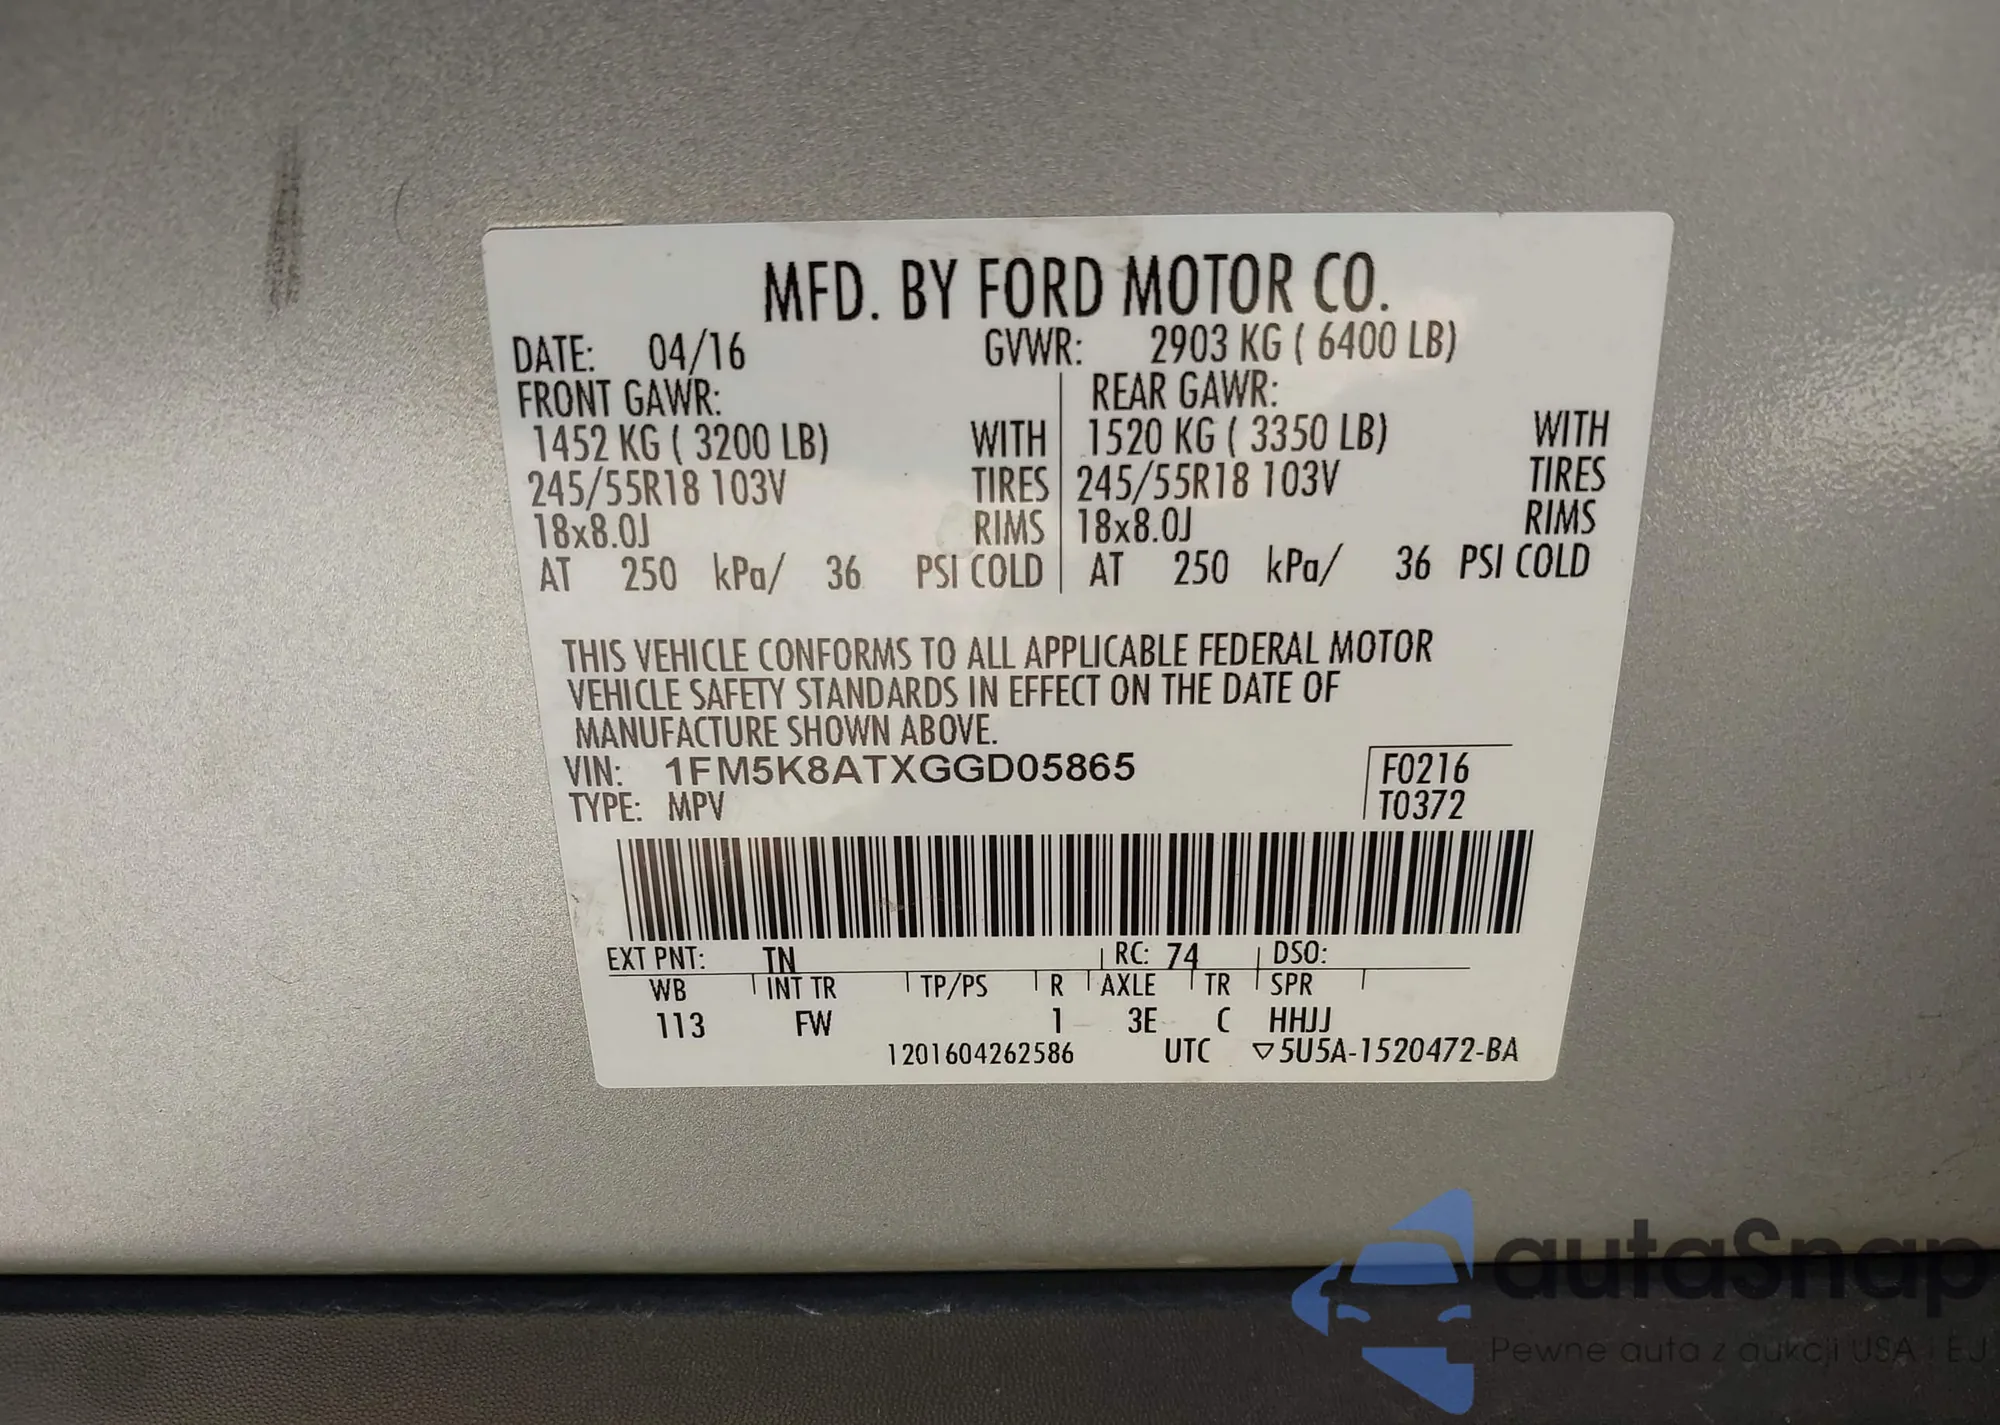 MFD. BY FORD MOTOR CO.
DATE: 04/16 GVWR: 2903 KG ( 6400 LB)
FRONT GAWR: REAR GAWR:
1452 KG ( 3200 LB) WITH 1520 KG ( 3350 LB) WITH
245/55R18 103V TIRES 245/55R18 103V TIRES
18x8.0J RIMS 18x8.0J RIMS
AT 250 kPa/ 36 PSI COLD AT 250 kPa/ 36 PSI COLD
THIS VEHICLE CONFORMS TO ALL APPLICABLE FEDERAL MOTOR
VEHICLE SAFETY STANDARDS IN EFFECT ON THE DATE OF
MANUFACTURE SHOWN ABOVE.
VIN: 1FM5K8ATXGGD05865 F0216
TYPE: MPV T0372
EXT PNT: TN RC: 74 DSO:
WB INT TR TP/PS R AXLE TR SPR
113 FW 1 3E C HHJJ
1201604262586 UTC ▽5U5A-1520472-BA
autaSnap
Pewne auta z aukcji USA i EJ